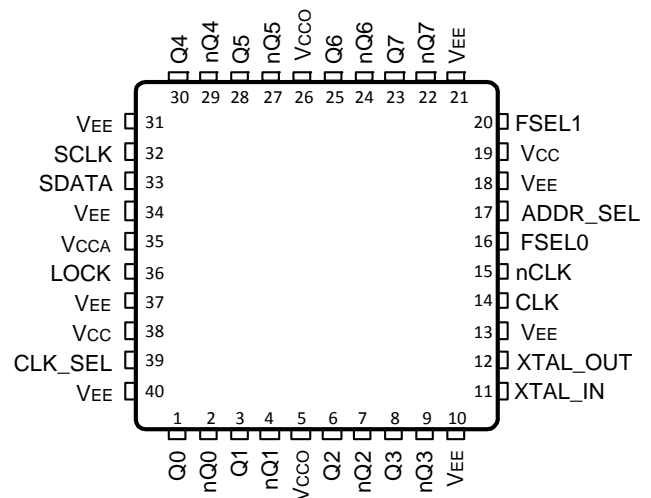 Q4 nQ4 Q5 nQ5 VCCO Q6 nQ6 Q7 nQ7 VEE
30 29 28 27 26 25 24 23 22 21
VEE 31 20 FSEL1
SCLK 32 19 VCC
SDATA 33 18 VEE
VEE 34 17 ADDR_SEL
VCCA 35 16 FSEL0
LOCK 36 15 nCLK
VEE 37 14 CLK
VCC 38 13 VEE
CLK_SEL 39 12 XTAL_OUT
VEE 40 11 XTAL_IN
1 2 3 4 5 6 7 8 9 10
Q0 nQ0 Q1 nQ1 VCCO Q2 nQ2 Q3 nQ3 VEE